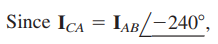 Since I_CA = I_AB/−240°,